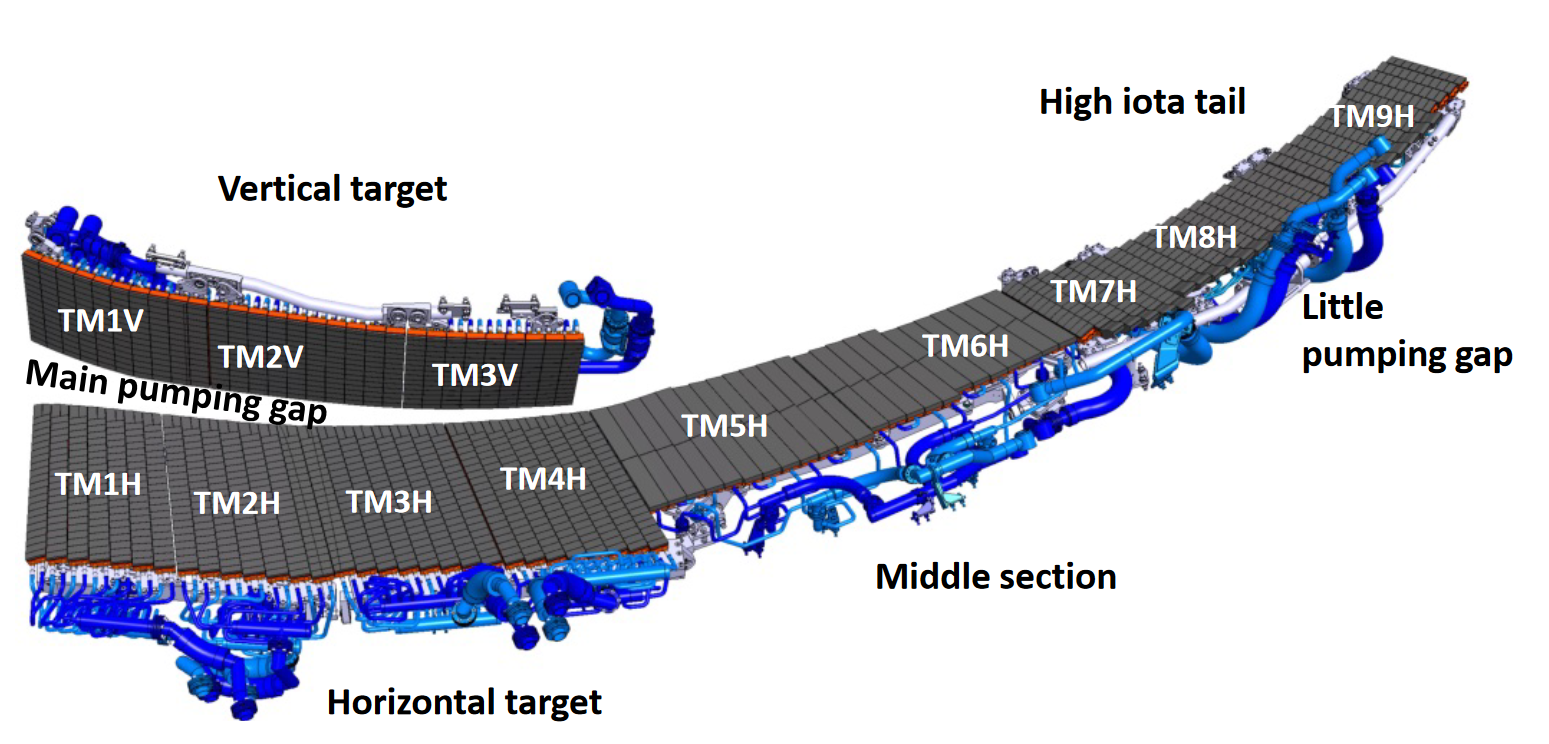 High iota tail
TM9H
Vertical target
TM8H
TM7H
Little
pumping gap
TM1V
TM2V
TM3V
TM6H
Main pumping gap
TM5H
TM1H
TM2H
TM3H
TM4H
Middle section
Horizontal target